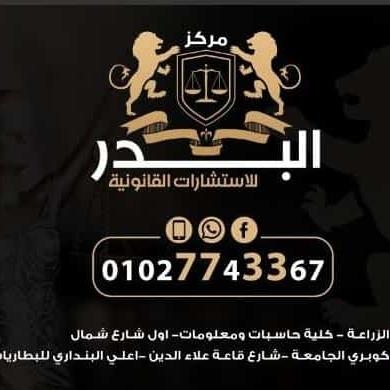 مركز
البدر
للاستشارات القانونية
01027743367
الزراعة - كلية حاسبات ومعلومات - اول شارع شمال
كوبري الجامعة - شارع قاعة علاء الدين - اعلي البنداري للبطاريات